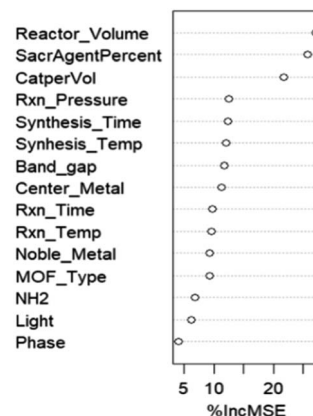 Reactor_Volume
SacrAgentPercent
CatperVol
Rxn_Pressure
Synthesis_Time
Synhesis_Temp
Band_gap
Center_Metal
Rxn_Time
Rxn_Temp
Noble_Metal
MOF_Type
NH2
Light
Phase
5 10 20
%IncMSE